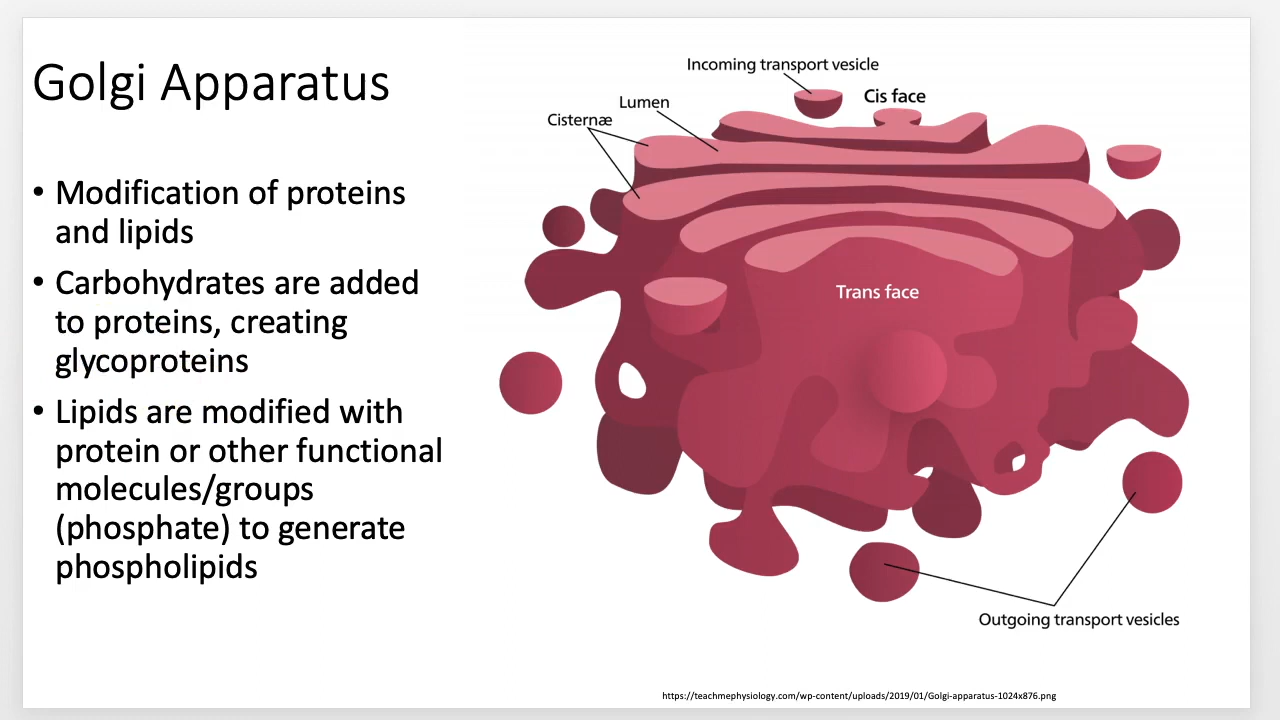 Golgi Apparatus
• Modification of proteins
and lipids
• Carbohydrates are added
to proteins, creating
glycoproteins
• Lipids are modified with
protein or other functional
molecules/groups
(phosphate) to generate
phospholipids
Incoming transport vesicle
Cis face
Lumen
Cisternæ
Trans face
Outgoing transport vesicles
https://teachmephysiology.com/wp-content/uploads/2019/01/Golgi-apparatus-1024x876.png